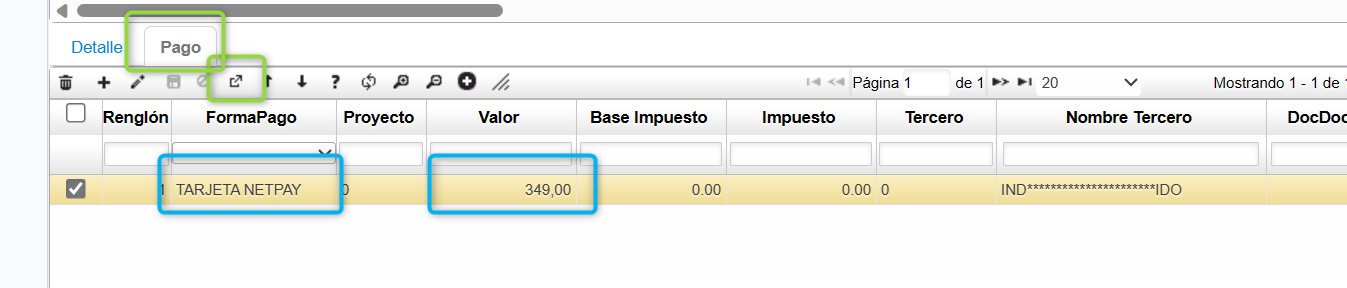 Detalle Pago
Página 1 de 1 20 Mostrando 1 - 1 de 1
Renglón FormaPago Proyecto Valor Base Impuesto Impuesto Tercero Nombre Tercero DocDoc
1 TARJETA NETPAY 0 349,00 0.00 0.00 0 IND**********************IDO